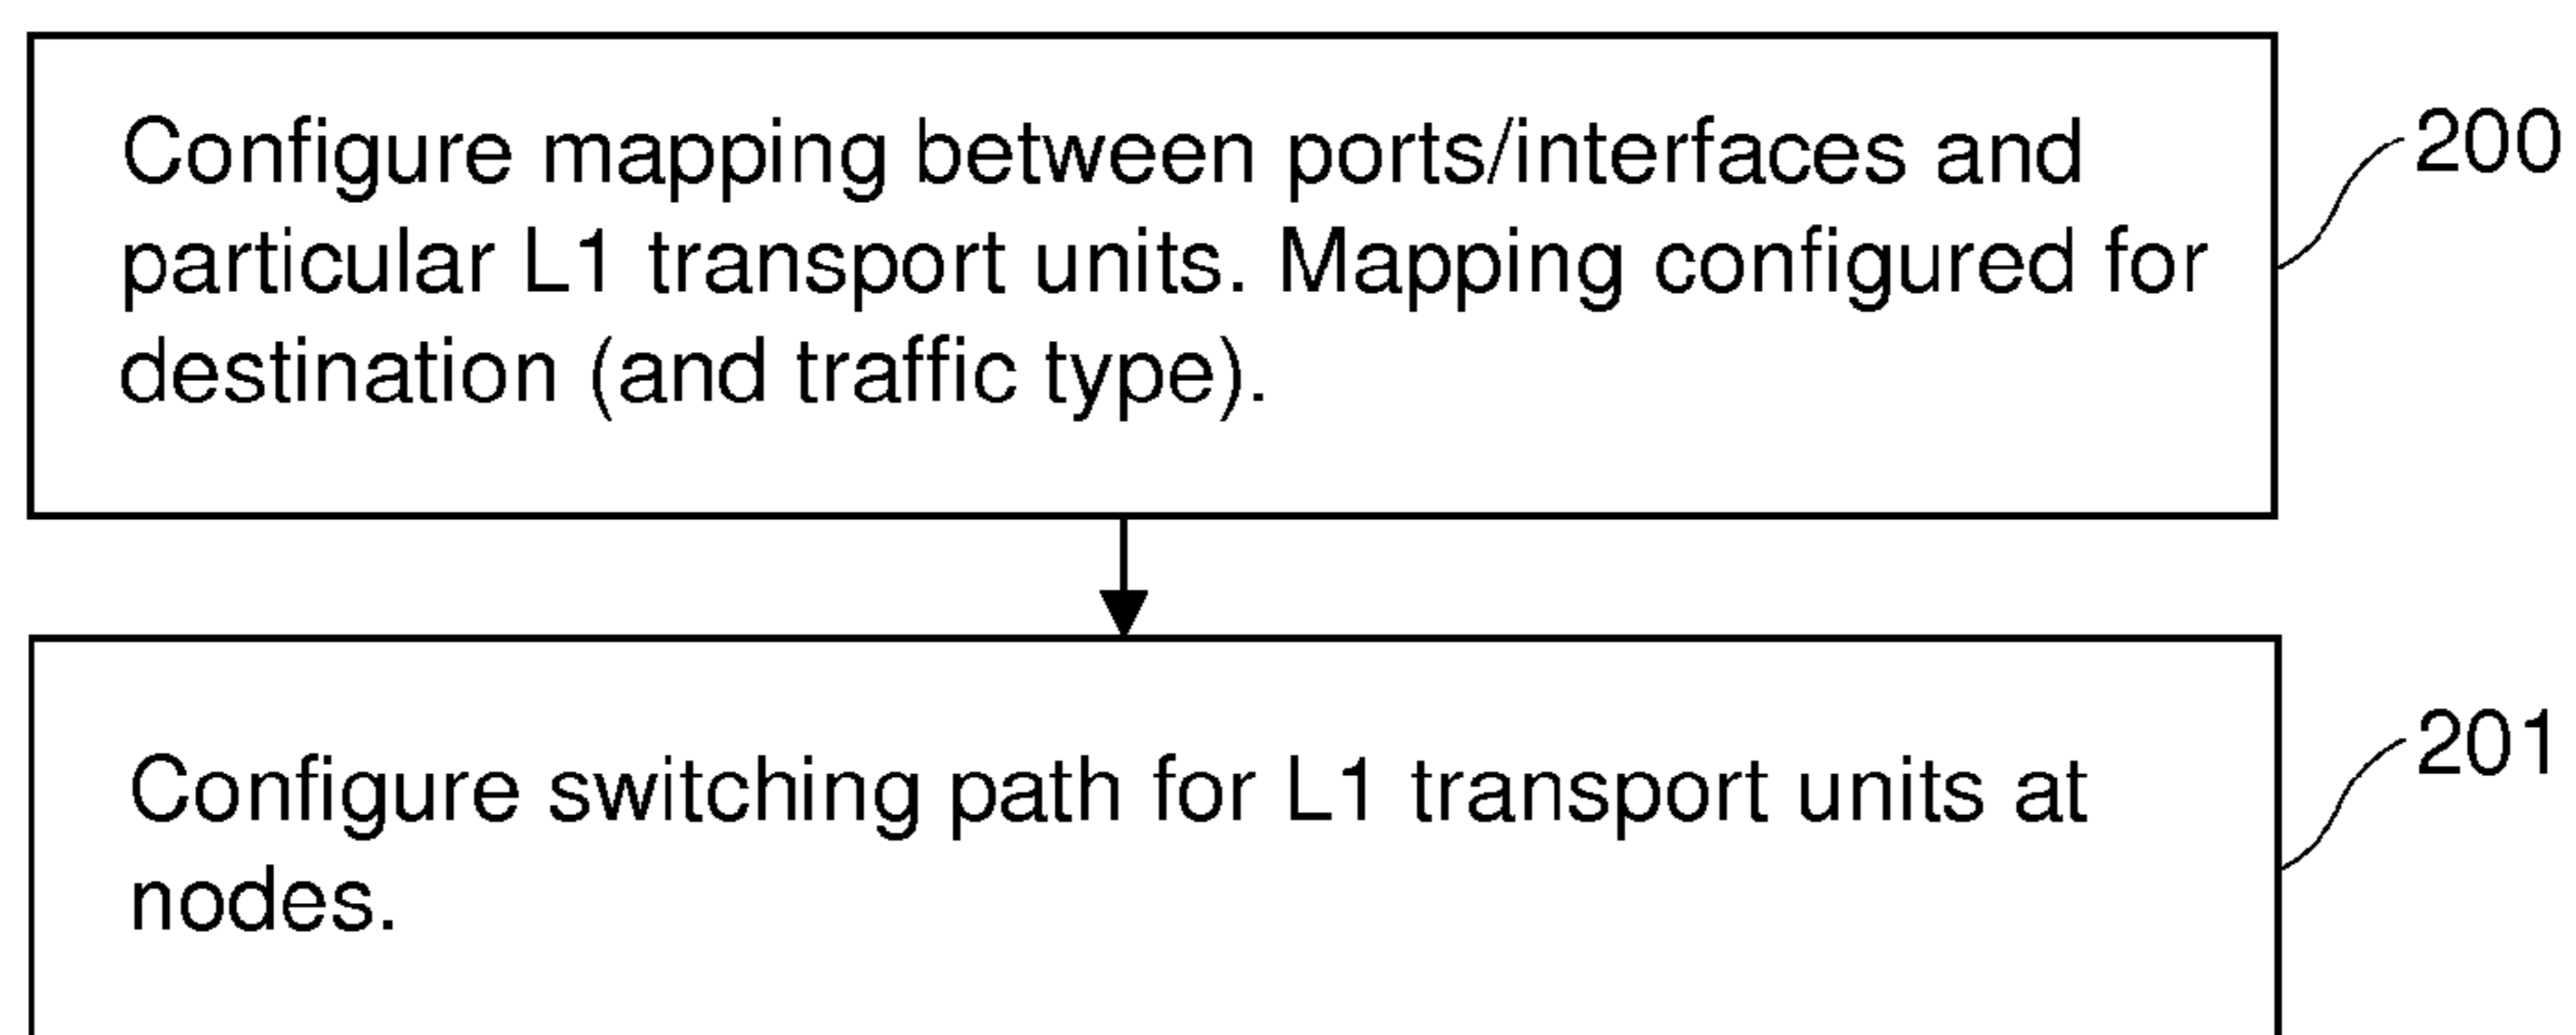 Configure mapping between ports/interfaces and
particular L1 transport units. Mapping configured for
destination (and traffic type).
200
Configure switching path for L1 transport units at
nodes.
201